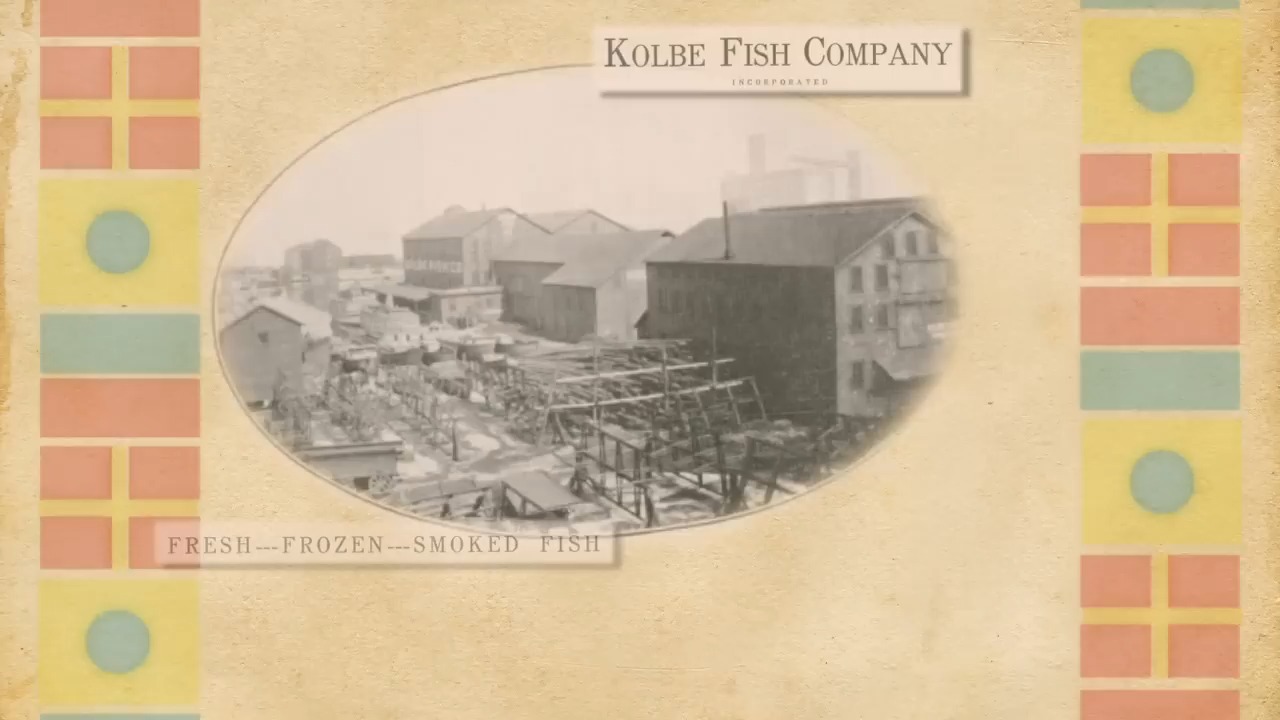 KOLBE FISH COMPANY
INCORPORATED
FRESH---FROZEN---SMOKED FISH